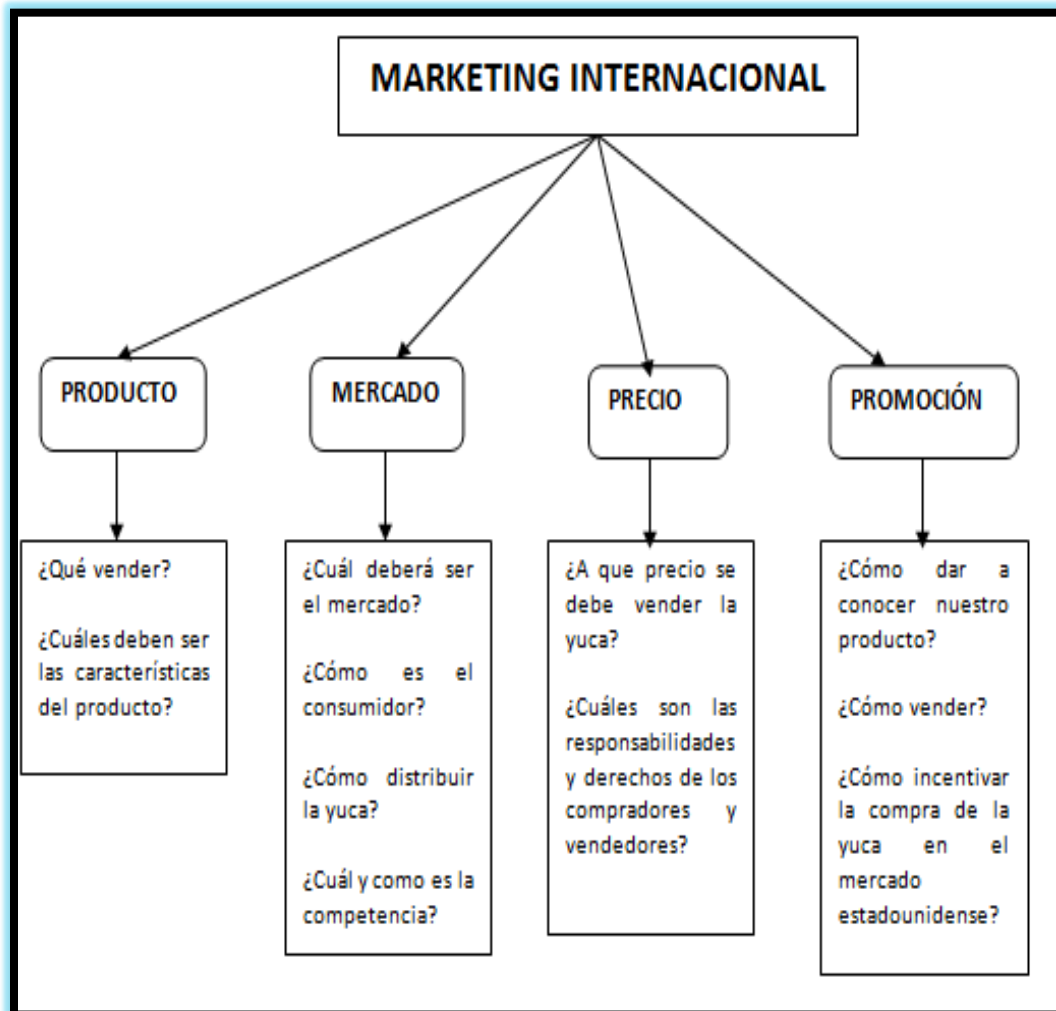 MARKETING INTERNACIONAL
PRODUCTO
MERCADO
PRECIO
PROMOCIÓN
¿Qué vender?
¿Cuáles deben ser
las características
del producto?
¿Cuál deberá ser
el mercado?
¿Cómo es el
consumidor?
¿Cómo distribuir
la yuca?
¿Cuál y como es la
competencia?
¿A que precio se
debe vender la
yuca?
¿Cuáles son las
responsabilidades
y derechos de los
compradores y
vendedores?
¿Cómo dar a
conocer nuestro
producto?
¿Cómo vender?
¿Cómo incentivar
la compra de la
yuca en el
mercado
estadounidense?